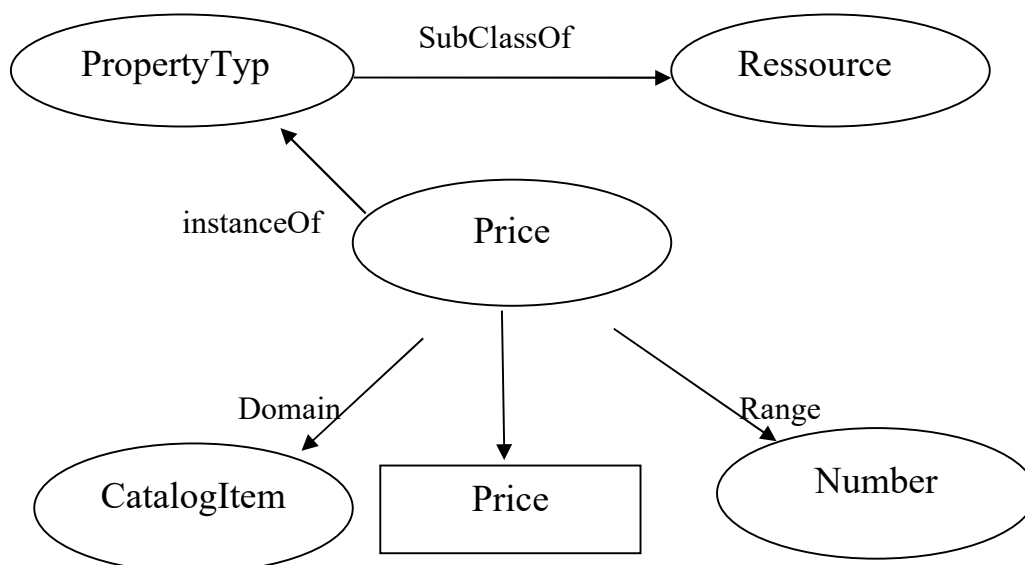 SubClassOf
PropertyTyp
Ressource
instanceOf
Price
Domain
Range
CatalogItem
Price
Number